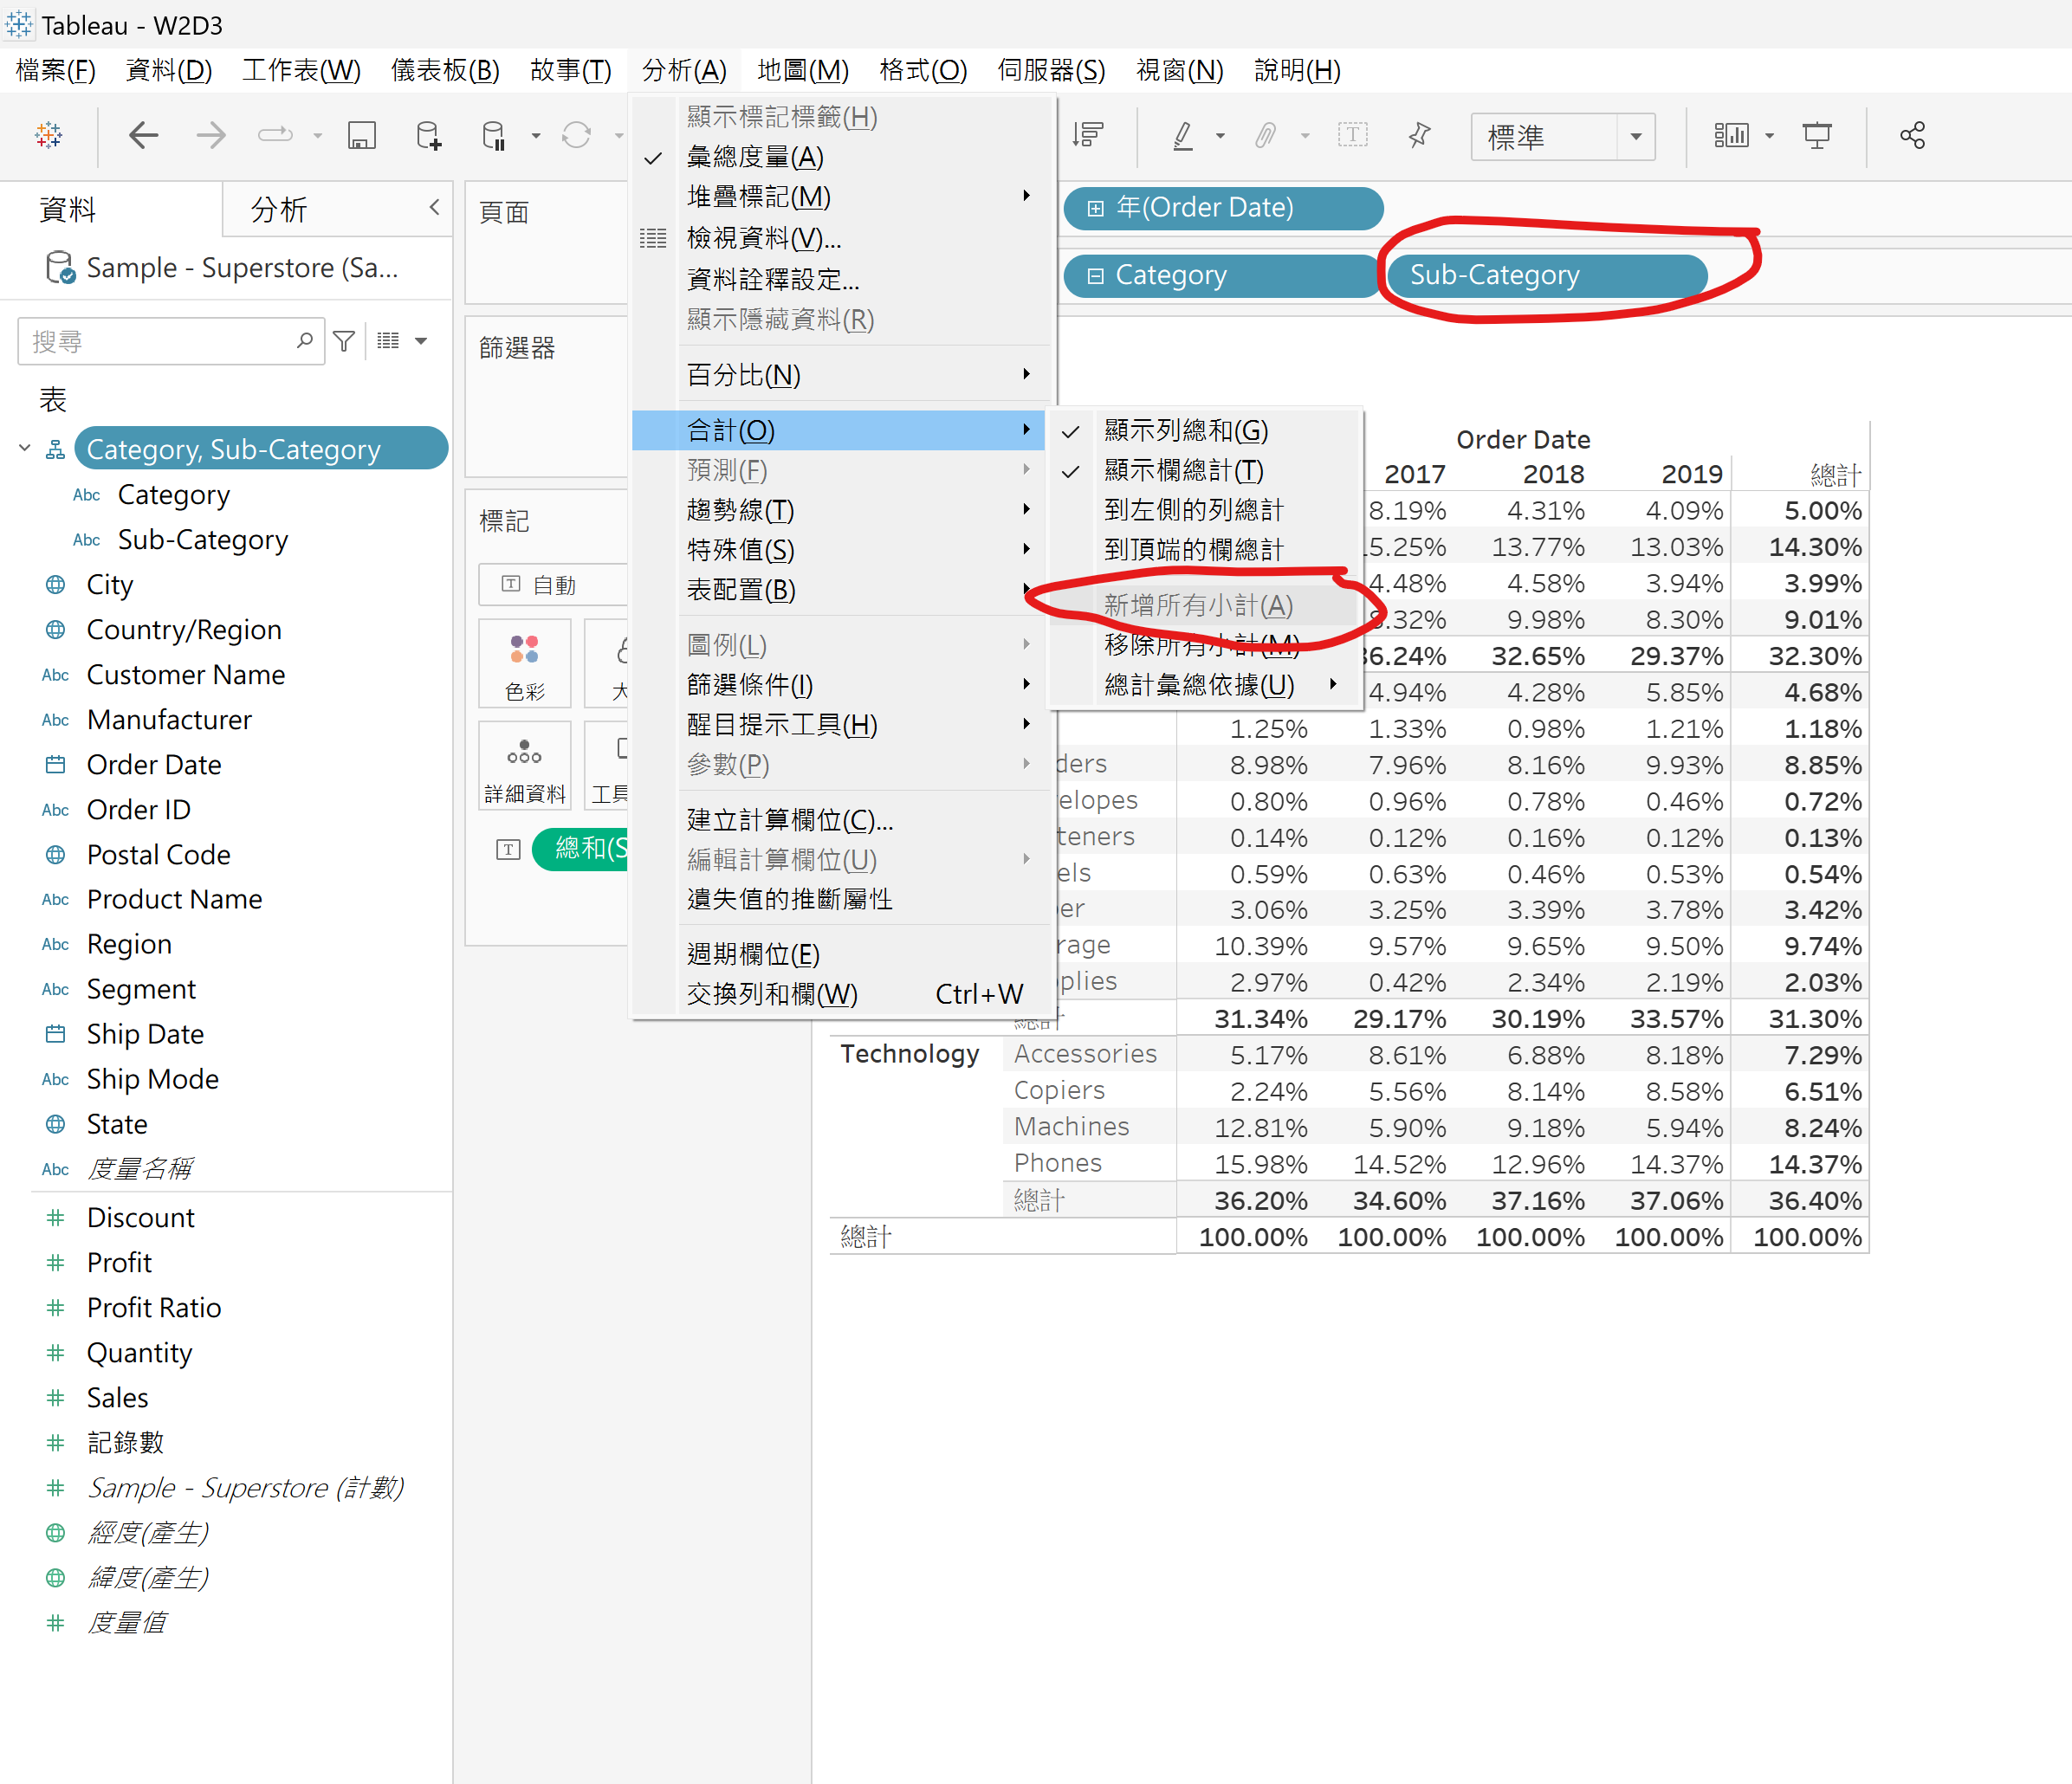 Tableau - W2D3
檔案(F) 資料(D) 工作表(W) 儀表板(B) 故事(T) 分析(A) 地圖(M) 格式(O) 伺服器(S) 視窗(N) 說明(H)
標準
資料
分析
Sample - Superstore (Sa...
搜尋
表
Category, Sub-Category
Abc Category
Abc Sub-Category
City
Country/Region
Abc Customer Name
Abc Manufacturer
Order Date
Abc Order ID
Postal Code
Abc Product Name
Abc Region
Abc Segment
Ship Date
Abc Ship Mode
State
Abc 度量名稱
Discount
Profit
Profit Ratio
Quantity
Sales
記錄數
Sample - Superstore (計數)
經度(產生)
緯度(產生)
度量值
頁面
篩選器
標記
自動
色彩
大
詳細資料
工具
總和(S
顯示標記標籤(H)
彙總度量(A)
堆疊標記(M)
檢視資料(V)...
資料詮釋設定...
顯示隱藏資料(R)
百分比(N)
合計(O)
預測(F)
趨勢線(T)
特殊值(S)
表配置(B)
圖例(L)
篩選條件(I)
醒目提示工具(H)
參數(P)
建立計算欄位(C)...
編輯計算欄位(U)
遺失值的推斷屬性
週期欄位(E)
交換列和欄(W) Ctrl+W
顯示列總和(G)
顯示欄總計(T)
到左側的列總計
到頂端的欄總計
新增所有小計(A)
移除所有小計(M)
總計彙總依據(U)
年(Order Date)
Category Sub-Category
Order Date
2017 2018 2019 總計
8.19% 4.31% 4.09% 5.00%
5.25% 13.77% 13.03% 14.30%
4.48% 4.58% 3.94% 3.99%
8.32% 9.98% 8.30% 9.01%
36.24% 32.65% 29.37% 32.30%
4.94% 4.28% 5.85% 4.68%
1.25% 1.33% 0.98% 1.21% 1.18%
ders 8.98% 7.96% 8.16% 9.93% 8.85%
elopes 0.80% 0.96% 0.78% 0.46% 0.72%
teners 0.14% 0.12% 0.16% 0.12% 0.13%
els 0.59% 0.63% 0.46% 0.53% 0.54%
er 3.06% 3.25% 3.39% 3.78% 3.42%
rage 10.39% 9.57% 9.65% 9.50% 9.74%
plies 2.97% 0.42% 2.34% 2.19% 2.03%
總計 31.34% 29.17% 30.19% 33.57% 31.30%
Technology Accessories 5.17% 8.61% 6.88% 8.18% 7.29%
Copiers 2.24% 5.56% 8.14% 8.58% 6.51%
Machines 12.81% 5.90% 9.18% 5.94% 8.24%
Phones 15.98% 14.52% 12.96% 14.37% 14.37%
總計 36.20% 34.60% 37.16% 37.06% 36.40%
總計 100.00% 100.00% 100.00% 100.00% 100.00%